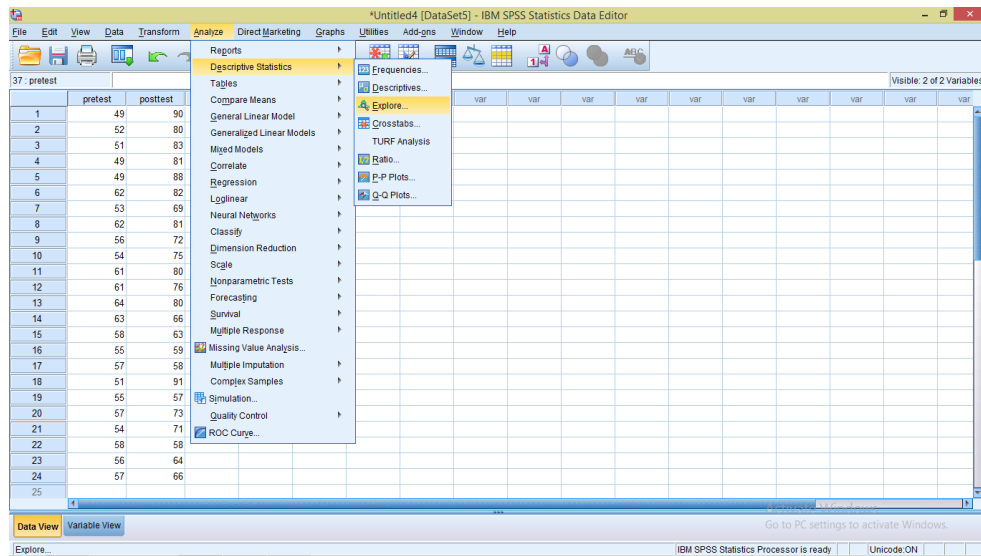 *Untitled4 [DataSet5] - IBM SPSS Statistics Data Editor
File Edit View Data Transform Analyze Direct Marketing Graphs Utilities Add-ons Window Help
37 : pretest
Visible: 2 of 2 Variables
pretest posttest var var var var var var var var var var
1 49 90
2 52 80
3 51 83
4 49 81
5 49 88
6 62 82
7 53 69
8 62 81
9 56 72
10 54 75
11 61 80
12 61 76
13 64 80
14 63 66
15 58 63
16 55 59
17 57 58
18 51 91
19 55 57
20 57 73
21 54 71
22 58 58
23 56 64
24 57 66
25
Reports
Descriptive Statistics
Tables
Compare Means
General Linear Model
Generalized Linear Models
Mixed Models
Correlate
Regression
Loglinear
Neural Networks
Classify
Dimension Reduction
Scale
Nonparametric Tests
Forecasting
Survival
Multiple Response
Missing Value Analysis...
Multiple Imputation
Complex Samples
Simulation...
Quality Control
ROC Curve...
Frequencies...
Descriptives...
Explore...
Crosstabs...
TURF Analysis
Ratio...
P-P Plots...
Q-Q Plots...
Data View Variable View
Go to PC settings to activate Windows.
Explore...
IBM SPSS Statistics Processor is ready
Unicode:ON